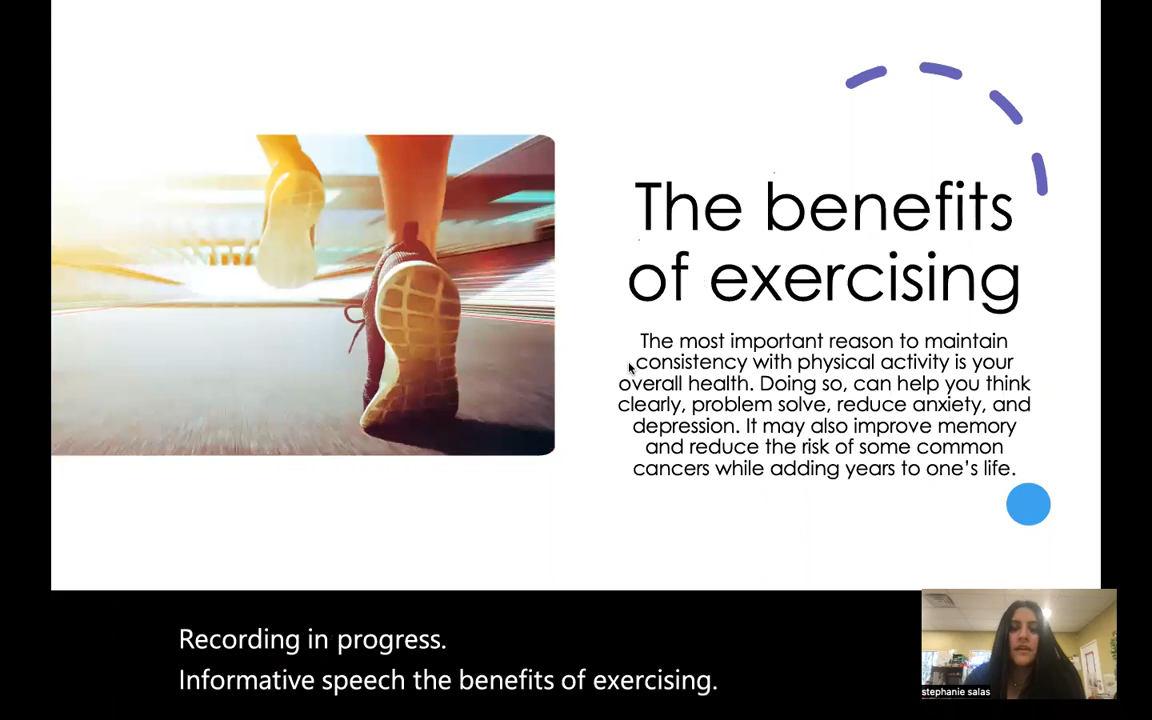 The benefits
of exercising
The most important reason to maintain
consistency with physical activity is your
overall health. Doing so, can help you think
clearly, problem solve, reduce anxiety, and
depression. It may also improve memory
and reduce the risk of some common
cancers while adding years to one’s life.
Recording in progress.
Informative speech the benefits of exercising.
stephanie salas